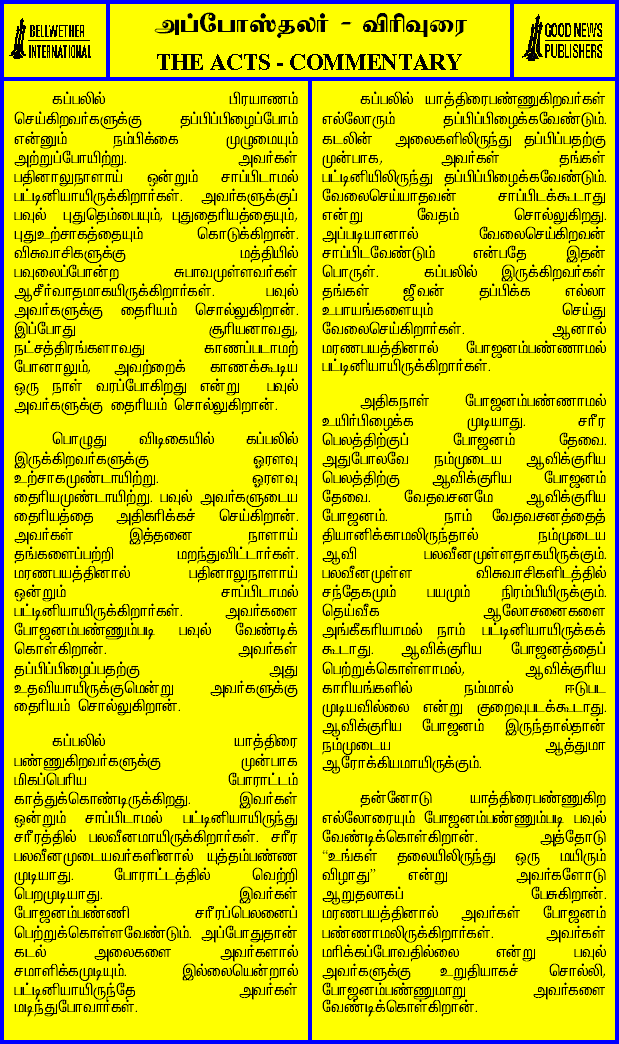 BELLWETHER
INTERNATIONAL
அப்போஸ்தலர் - விரிவுரை
THE ACTS - COMMENTARY
GOOD NEWS
PUBLISHERS
கப்பலில் பிரயாணம்
செய்கிறவர்களுக்கு தப்பிப்பிழைப்போம்
என்னும் நம்பிக்கை முழுமையும்
அற்றுப்போயிற்று. அவர்கள்
பதினாலுநாளாய் ஒன்றும் சாப்பிடாமல்
பட்டினியாயிருக்கிறார்கள். அவர்களுக்குப்
பவுல் புதுதெம்பையும், புதுதைரியத்தையும்,
புதுஉற்சாகத்தையும் கொடுக்கிறான்.
விசுவாசிகளுக்கு மத்தியில்
பவுலைப்போன்ற சுபாவமுள்ளவர்கள்
ஆசீர்வாதமாகயிருக்கிறார்கள். பவுல்
அவர்களுக்கு தைரியம் சொல்லுகிறான்.
இப்போது சூரியனாவது,
நட்சத்திரங்களாவது காணப்படாமற்
போனாலும், அவற்றைக் காணக்கூடிய
ஒரு நாள் வரப்போகிறது என்று பவுல்
அவர்களுக்கு தைரியம் சொல்லுகிறான்.
பொழுது விடிகையில் கப்பலில்
இருக்கிறவர்களுக்கு ஓரளவு
உற்சாகமுண்டாயிற்று. ஓரளவு
தைரியமுண்டாயிற்று. பவுல் அவர்களுடைய
தைரியத்தை அதிகரிக்கச் செய்கிறான்.
அவர்கள் இத்தனை நாளாய்
தங்களைப்பற்றி மறந்துவிட்டார்கள்.
மரணபயத்தினால் பதினாலுநாளாய்
ஒன்றும் சாப்பிடாமல்
பட்டினியாயிருக்கிறார்கள். அவர்களை
போஜனம்பண்ணும்படி பவுல் வேண்டிக்
கொள்கிறான். அவர்கள்
தப்பிப்பிழைப்பதற்கு அது
உதவியாயிருக்குமென்று அவர்களுக்கு
தைரியம் சொல்லுகிறான்.
கப்பலில் யாத்திரை
பண்ணுகிறவர்களுக்கு முன்பாக
மிகப்பெரிய போராட்டம்
காத்துக்கொண்டிருக்கிறது. இவர்கள்
ஒன்றும் சாப்பிடாமல் பட்டினியாயிருந்து
சரீரத்தில் பலவீனமாயிருக்கிறார்கள். சரீர
பலவீனமுடையவர்களினால் யுத்தம்பண்ண
முடியாது. போராட்டத்தில் வெற்றி
பெறமுடியாது. இவர்கள்
போஜனம்பண்ணி சரீரப்பெலனைப்
பெற்றுக்கொள்ளவேண்டும். அப்போதுதான்
கடல் அலைகளை அவர்களால்
சமாளிக்கமுடியும். இல்லையென்றால்
பட்டினியாயிருந்தே அவர்கள்
மடிந்துபோவார்கள்.
கப்பலில் யாத்திரைபண்ணுகிறவர்கள்
எல்லோரும் தப்பிப்பிழைக்கவேண்டும்.
கடலின் அலைகளிலிருந்து தப்பிப்பதற்கு
முன்பாக, அவர்கள் தங்கள்
பட்டினியிலிருந்து தப்பிப்பிழைக்கவேண்டும்.
வேலைசெய்யாதவன் சாப்பிடக்கூடாது
என்று வேதம் சொல்லுகிறது.
அப்படியானால் வேலைசெய்கிறவன்
சாப்பிடவேண்டும் என்பதே இதன்
பொருள். கப்பலில் இருக்கிறவர்கள்
தங்கள் ஜீவன் தப்பிக்க எல்லா
உபாயங்களையும் செய்து
வேலைசெய்கிறார்கள். ஆனால்
மரணபயத்தினால் போஜனம்பண்ணாமல்
பட்டினியாயிருக்கிறார்கள்.
அதிகநாள் போஜனம்பண்ணாமல்
உயிர்பிழைக்க முடியாது. சரீர
பெலத்திற்குப் போஜனம் தேவை.
அதுபோலவே நம்முடைய ஆவிக்குரிய
பெலத்திற்கு ஆவிக்குரிய போஜனம்
தேவை. வேதவசனமே ஆவிக்குரிய
போஜனம். நாம் வேதவசனத்தைத்
தியானிக்காமலிருந்தால் நம்முடைய
ஆவி பலவீனமுள்ளதாகயிருக்கும்.
பலவீனமுள்ள விசுவாசிகளிடத்தில்
சந்தேகமும் பயமும் நிரம்பியிருக்கும்.
தெய்வீக ஆலோசனைகளை
அங்கீகரியாமல் நாம் பட்டினியாயிருக்கக்
கூடாது. ஆவிக்குரிய போஜனத்தைப்
பெற்றுக்கொள்ளாமல், ஆவிக்குரிய
காரியங்களில் நம்மால் ஈடுபட
முடியவில்லை என்று குறைவுபடக்கூடாது.
ஆவிக்குரிய போஜனம் இருந்தால்தான்
நம்முடைய ஆத்துமா
ஆரோக்கியமாயிருக்கும்.
தன்னோடு யாத்திரைபண்ணுகிற
எல்லோரையும் போஜனம்பண்ணும்படி பவுல்
வேண்டிக்கொள்கிறான். அத்தோடு
“உங்கள் தலையிலிருந்து ஒரு மயிரும்
விழாது” என்று அவர்களோடு
ஆறுதலாகப் பேசுகிறான்.
மரணபயத்தினால் அவர்கள் போஜனம்
பண்ணாமலிருக்கிறார்கள். அவர்கள்
மரிக்கப்போவதில்லை என்று பவுல்
அவர்களுக்கு உறுதியாகச் சொல்லி,
போஜனம்பண்ணுமாறு அவர்களை
வேண்டிக்கொள்கிறான்.